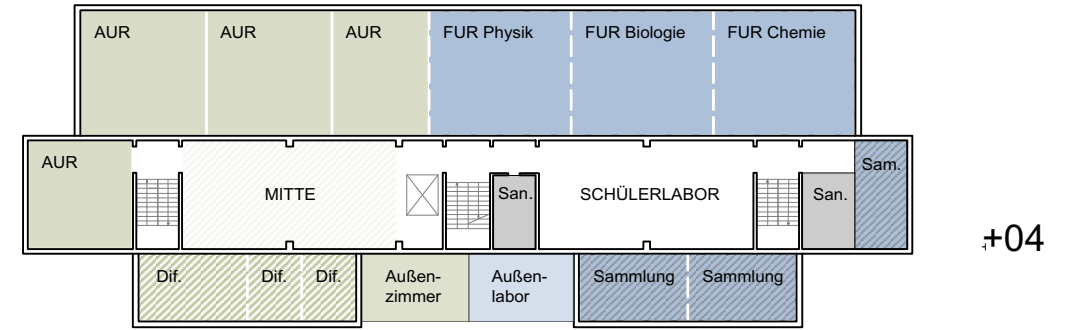 AUR AUR AUR FUR Physik FUR Biologie FUR Chemie
AUR MITTE San. SCHÜLERLABOR San. Sam.
+04
Dif. Dif. Dif. Außen-
zimmer Außen-
labor Sammlung Sammlung